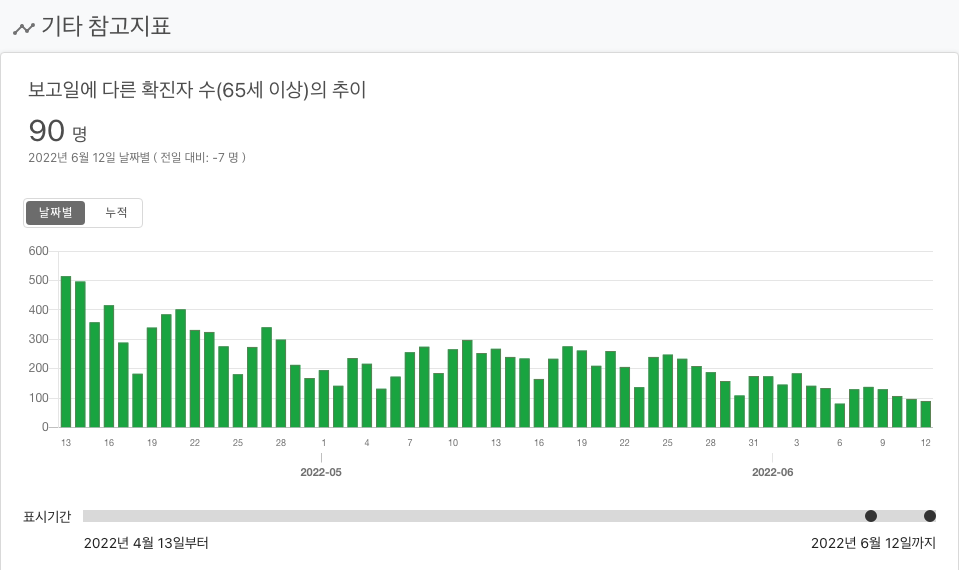 기타 참고지표
보고일에 다른 확진자 수(65세 이상)의 추이
90 명
2022년 6월 12일 날짜별 ( 전일 대비: -7 명 )
날짜별 누적
600
500
400
300
200
100
0
13 16 19 22 25 28 1 4 7 10 13 16 19 22 25 28 31 3 6 9 12
2022-05 2022-06
표시기간
2022년 4월 13일부터 2022년 6월 12일까지